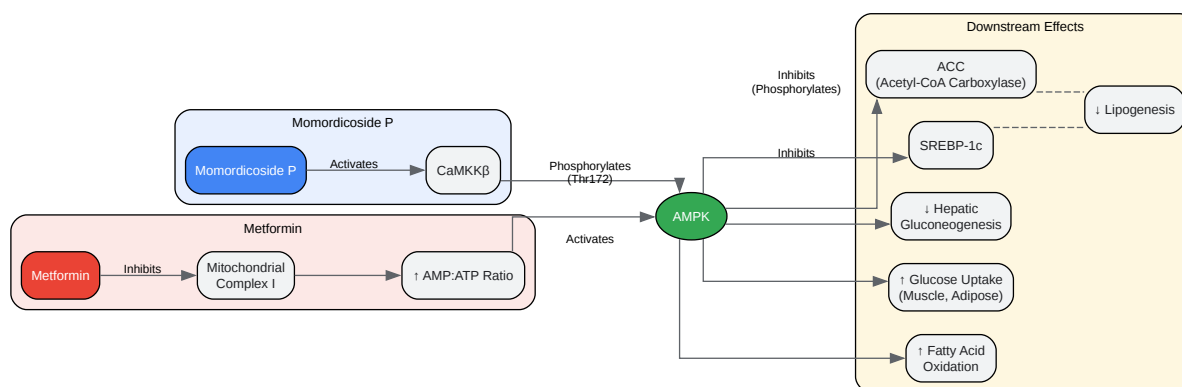 Downstream Effects
ACC
(Acetyl-CoA Carboxylase)
Inhibits
(Phosphorylates)
↓ Lipogenesis
Momordicoside P
Momordicoside P
Activates
CaMKKβ
Phosphorylates
(Thr172)
Inhibits
SREBP-1c
AMPK
↓ Hepatic
Gluconeogenesis
Metformin
Activates
Metformin
Inhibits
Mitochondrial
Complex I
↑ AMP:ATP Ratio
↑ Glucose Uptake
(Muscle, Adipose)
↑ Fatty Acid
Oxidation